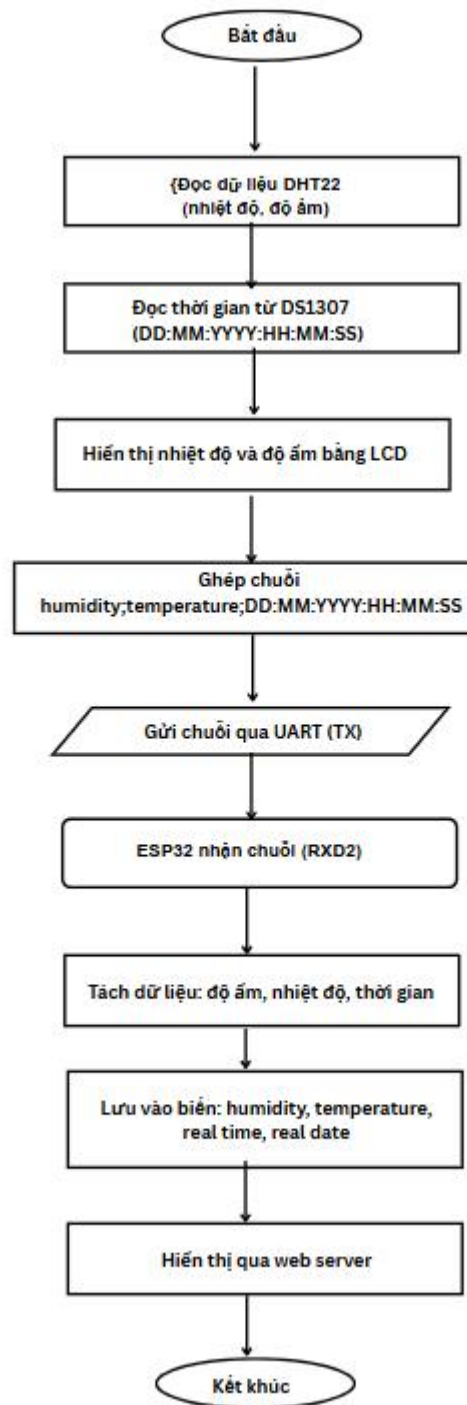 Bắt đầu
{Đọc dữ liệu DHT22
(nhiệt độ, độ ẩm)
Đọc thời gian từ DS1307
(DD:MM:YYYY:HH:MM:SS)
Hiển thị nhiệt độ và độ ẩm bằng LCD
Ghép chuỗi
humidity;temperature;DD:MM:YYYY:HH:MM:SS
Gửi chuỗi qua UART (TX)
ESP32 nhận chuỗi (RXD2)
Tách dữ liệu: độ ẩm, nhiệt độ, thời gian
Lưu vào biến: humidity, temperature,
real time, real date
Hiển thị qua web server
Kết khúc